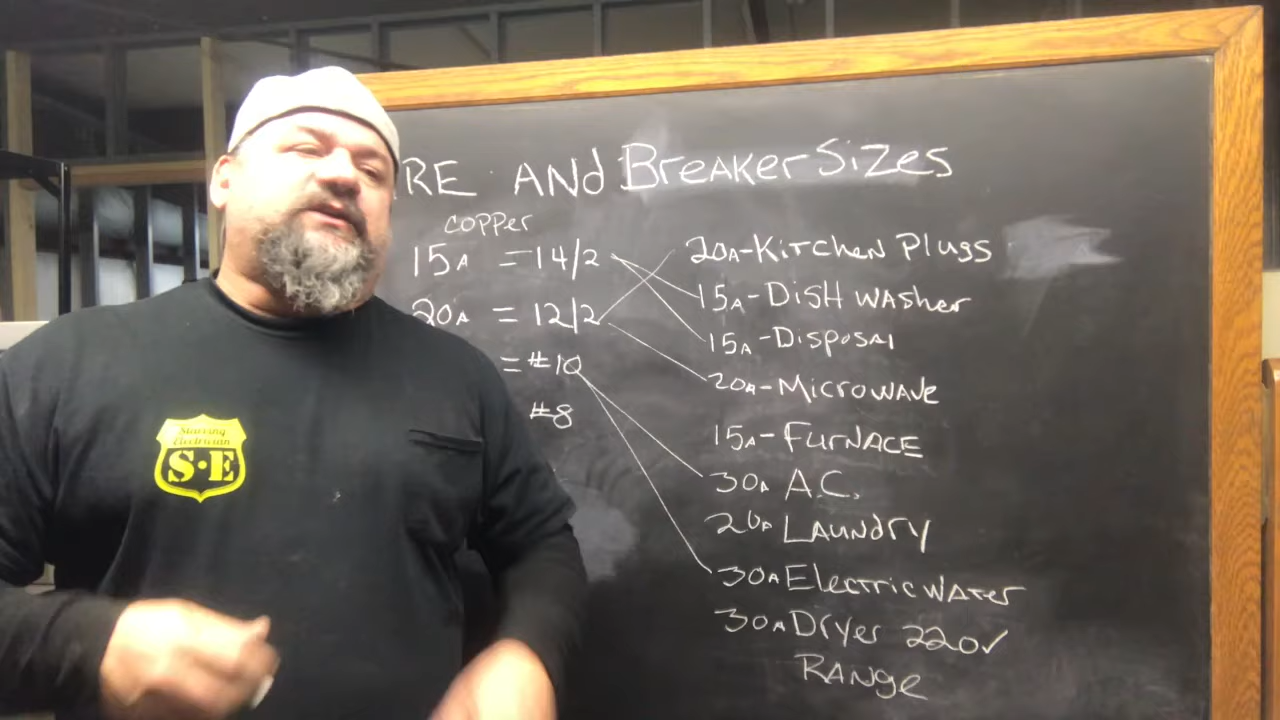 RE AND Breaker Sizes
COPPER
15A = 14/2
20A = 12/2
= #10
#8
20A-Kitchen Plugs
15A-DISH WASHER
15A-Disposal
20A-MICROWAVE
15A-FURNACE
30A A.C.
20A LAUNDRY
30A Electric WATER
30A Dryer 220V
RANGE
Starving
Electrician
S·E